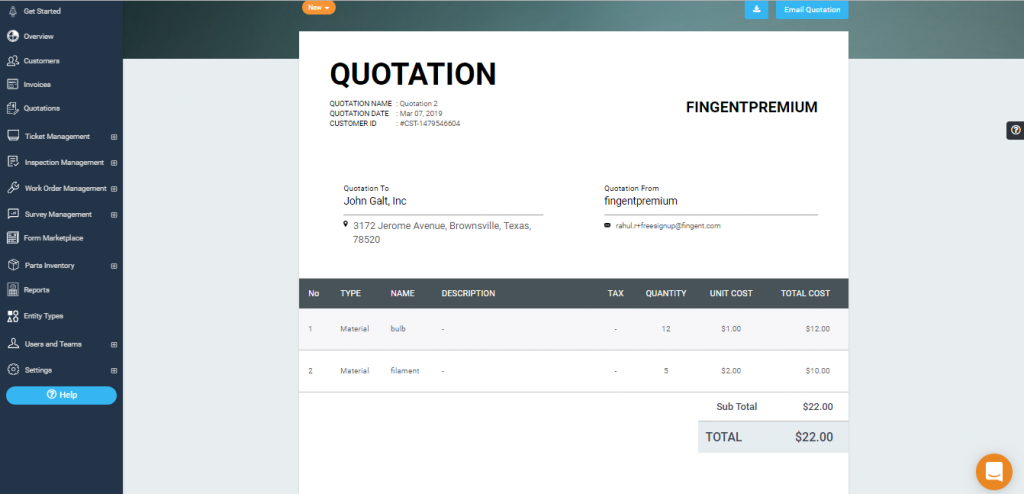 Get Started
Overview
Customers
Invoices
Quotations
Ticket Management
Inspection Management
Work Order Management
Survey Management
Form Marketplace
Parts Inventory
Reports
Entity Types
Users and Teams
Settings
Help
New
Email Quotation
QUOTATION
QUOTATION NAME : Quotation 2
QUOTATION DATE : Mar 07, 2019
CUSTOMER ID : #CST-1479546604
FINGENTPREMIUM
Quotation To
John Galt, Inc
3172 Jerome Avenue, Brownsville, Texas,
78520
Quotation From
fingentpremium
rahul.r+freesignup@fingent.com
No TYPE NAME DESCRIPTION TAX QUANTITY UNIT COST TOTAL COST
1 Material bulb - - 12 $1.00 $12.00
2 Material filament - - 5 $2.00 $10.00
Sub Total $22.00
TOTAL $22.00